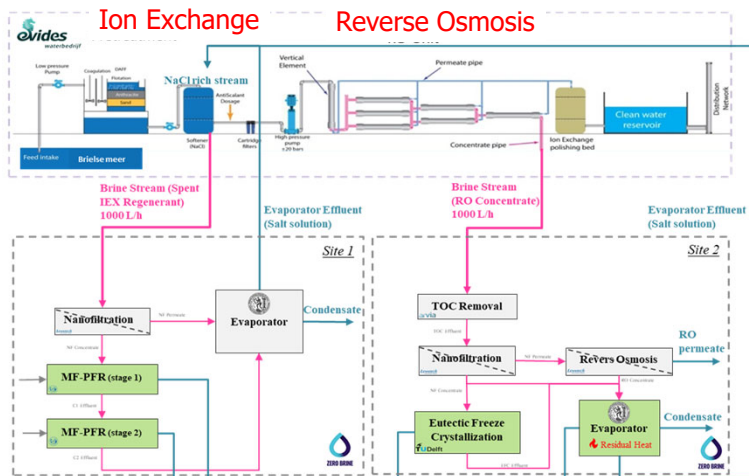 Ion Exchange
Reverse Osmosis
evides
waterbedrijf
Low pressure
Pump
Coagulation
DAFF
Flotation
Anthracite
Sand
NaCl rich stream
AntiScalant
Dosage
Vertical
Element
Permeate pipe
Distribution
Network
Clean water
reservoir
Softener
(NaCl)
Cartridge
filters
High pressure
pump
±20 bars
Concentrate pipe
Ion Exchange
polishing bed
Feed intake
Brielse meer
Brine Stream (Spent
IEX Regenerant)
1000 L/h
Evaporator Effluent
(Salt solution)
Brine Stream
(RO Concentrate)
1000 L/h
Evaporator Effluent
(Salt solution)
Site 1
Nanofiltration
NF Permeate
Evaporator
Condensate
NF Concentrate
MF-PFR (stage 1)
C1 Effluent
MF-PFR (stage 2)
C2 Effluent
ZERO BRINE
Site 2
TOC Removal
TOC Effluent
Nanofiltration
NF Permeate
Revers Osmosis
RO
permeate
NF Concentrate
RO Concentrate
Eutectic Freeze
Crystallization
TUDelft
Evaporator
Residual Heat
Condensate
EFC Effluent
ZERO BRINE